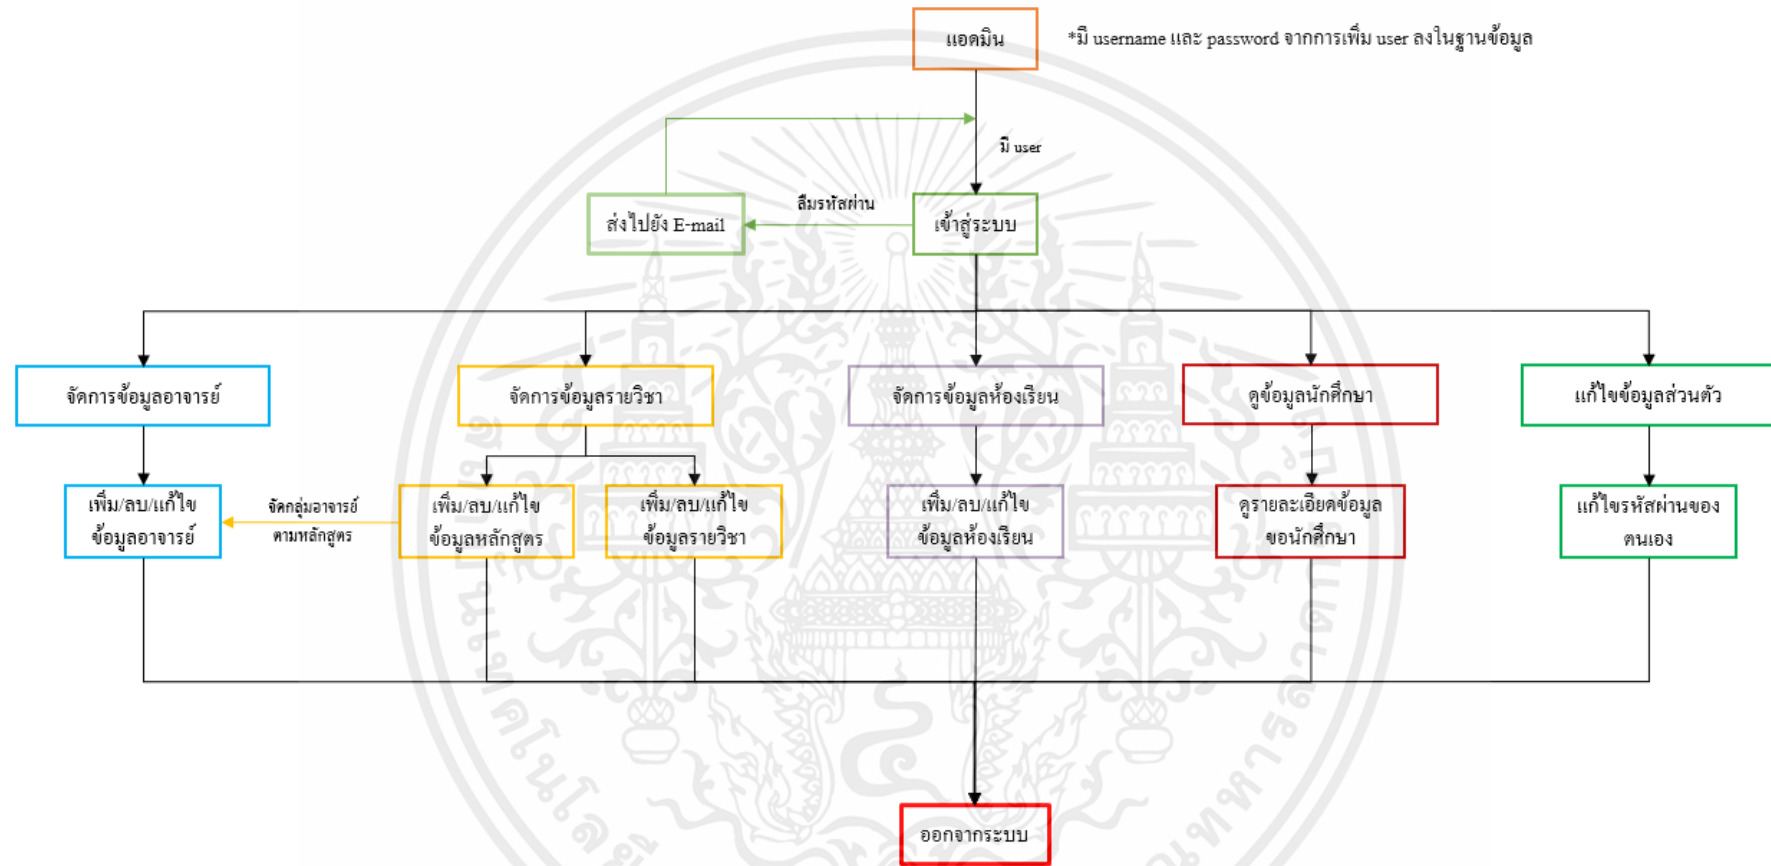 แอดมิน
*มี username และ password จากการเพิ่ม user ลงในฐานข้อมูล
มี user
ลืมรหัสผ่าน
ส่งไปยัง E-mail
เข้าสู่ระบบ
จัดการข้อมูลอาจารย์
จัดการข้อมูลรายวิชา
จัดการข้อมูลห้องเรียน
ดูข้อมูลนักศึกษา
แก้ไขข้อมูลส่วนตัว
เพิ่ม/ลบ/แก้ไข
ข้อมูลอาจารย์
จัดกลุ่มอาจารย์
ตามหลักสูตร
เพิ่ม/ลบ/แก้ไข
ข้อมูลหลักสูตร
เพิ่ม/ลบ/แก้ไข
ข้อมูลรายวิชา
เพิ่ม/ลบ/แก้ไข
ข้อมูลห้องเรียน
ดูรายละเอียดข้อมูล
ขอนักศึกษา
แก้ไขรหัสผ่านของ
ตนเอง
ออกจากระบบ